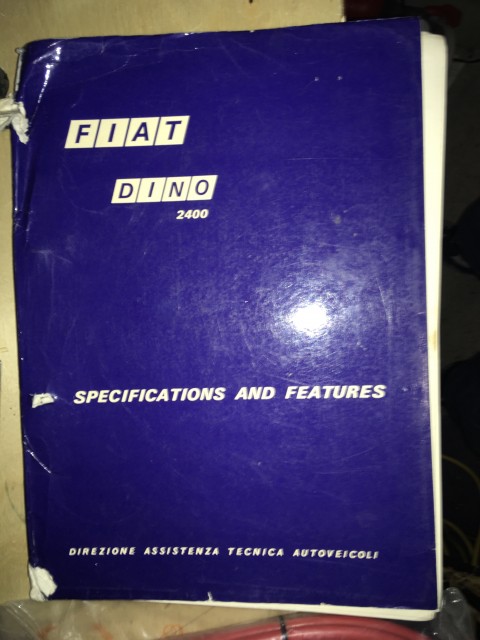 FIAT
DINO
2400
SPECIFICATIONS AND FEATURES
DIREZIONE ASSISTENZA TECNICA AUTOVEICOLI